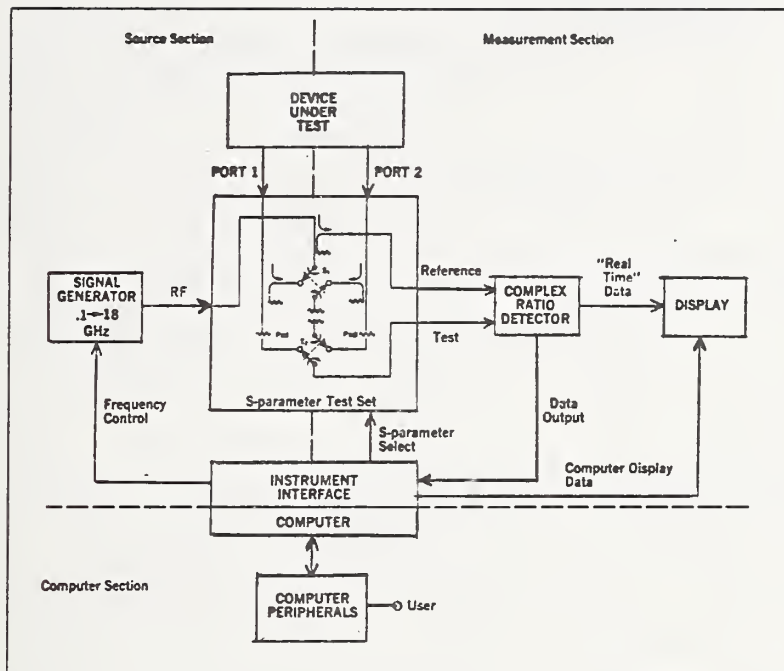 Source Section
Measurement Section
DEVICE
UNDER
TEST
PORT 1
PORT 2
SIGNAL
GENERATOR
.1 18
GHz
RF
Reference
Test
COMPLEX
RATIO
DETECTOR
"Real
Time"
Data
DISPLAY
Pad
Pad
S-parameter Test Set
Frequency
Control
S-parameter
Select
Data
Output
INSTRUMENT
INTERFACE
Computer Display
Data
COMPUTER
Computer Section
COMPUTER
PERIPHERALS
User